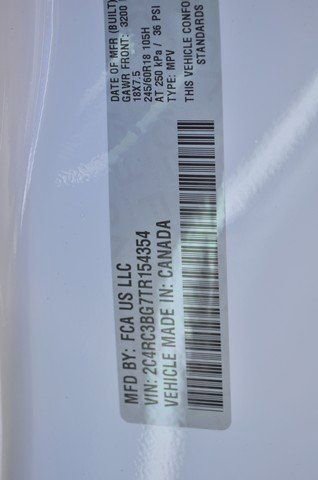 DATE OF MFR (BUILT)
GAWR FRONT: 3200
18X7.5
245/60R18 105H
AT 250 kPa / 36 PSI
TYPE: MPV
THIS VEHICLE CONFO
STANDARDS
MFD BY: FCA US LLC
VIN: 2C4RC3BG7TR154354
VEHICLE MADE IN: CANADA